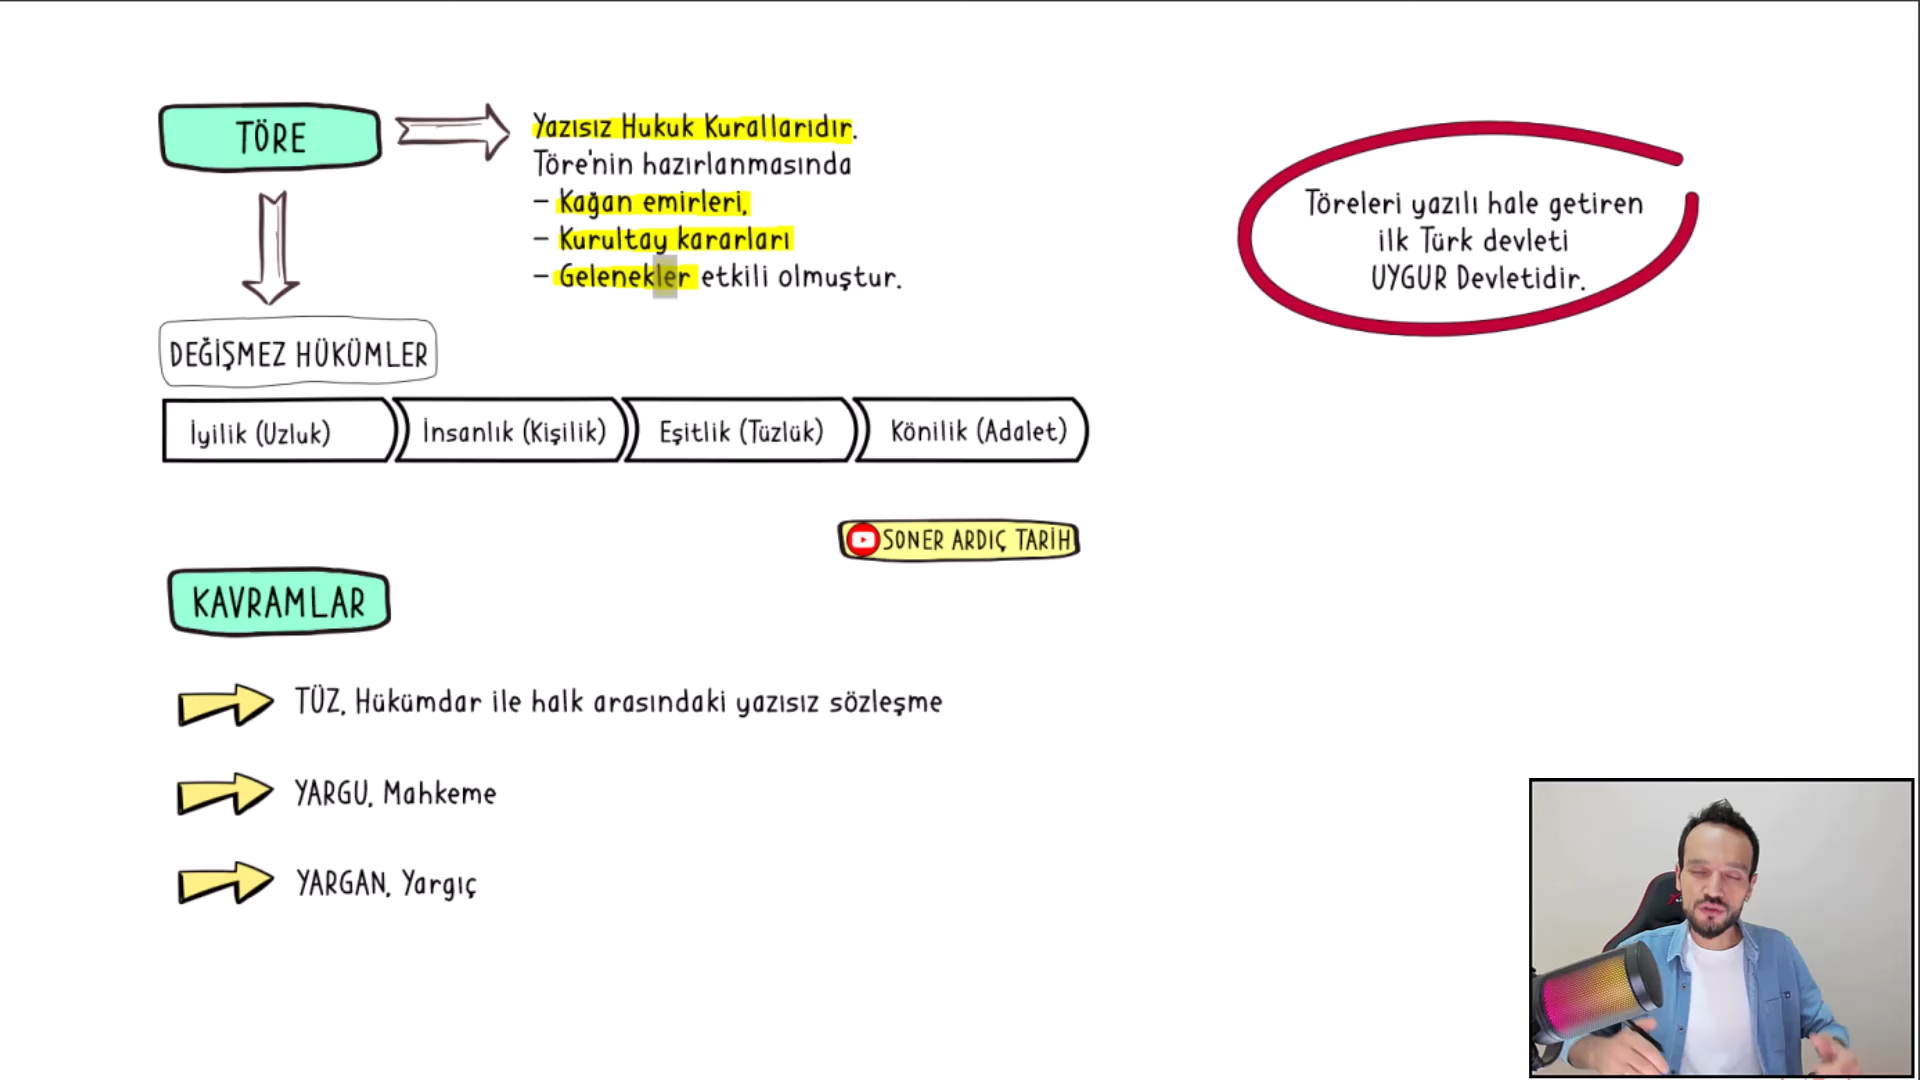 TÖRE
Yazısız Hukuk Kurallarıdır.
Töre'nin hazırlanmasında
- Kağan emirleri,
- Kurultay kararları
- Gelenekler etkili olmuştur.
Töreleri yazılı hale getiren
ilk Türk devleti
UYGUR Devletidir.
DEĞİŞMEZ HÜKÜMLER
İyilik (Uzluk)
İnsanlık (Kişilik)
Eşitlik (Tüzlük)
Könilik (Adalet)
SONER ARDIÇ TARİH
KAVRAMLAR
TÜZ, Hükümdar ile halk arasındaki yazısız sözleşme
YARGU, Mahkeme
YARGAN, Yargıç